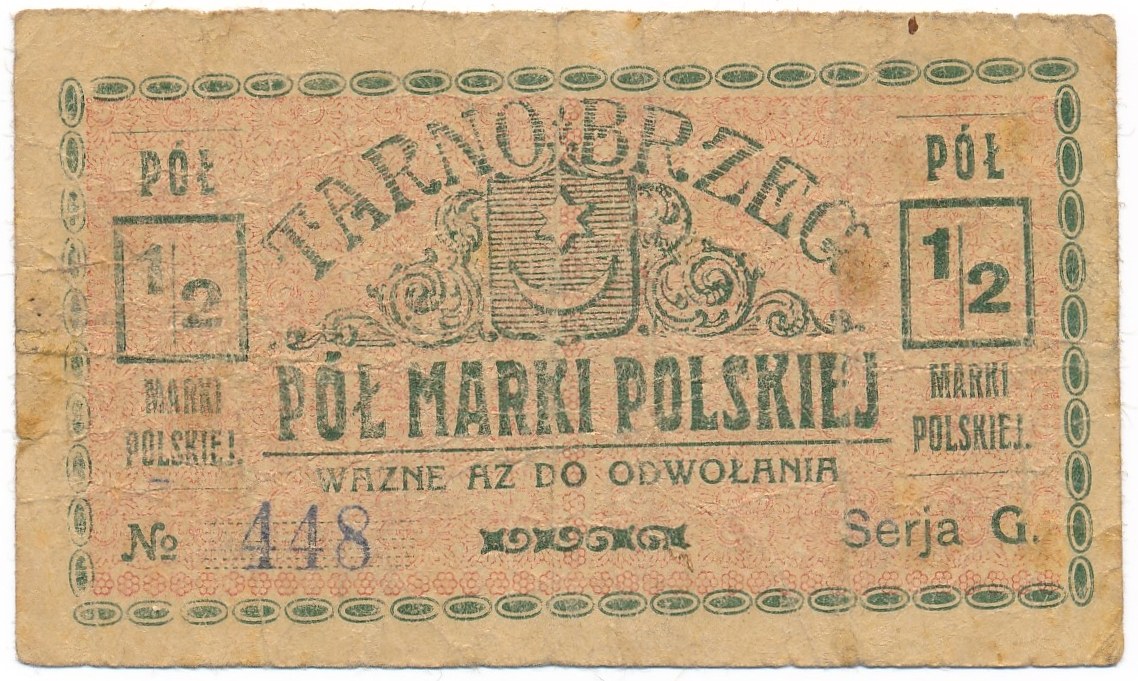 TARNOBRZEG
PÓŁ
1/2
MARKI
POLSKIEJ.
PÓŁ
1/2
MARKI
POLSKIEJ.
PÓŁ MARKI POLSKIEJ
WAZNE AZ DO ODWOŁANIA
No 448
Serja G.